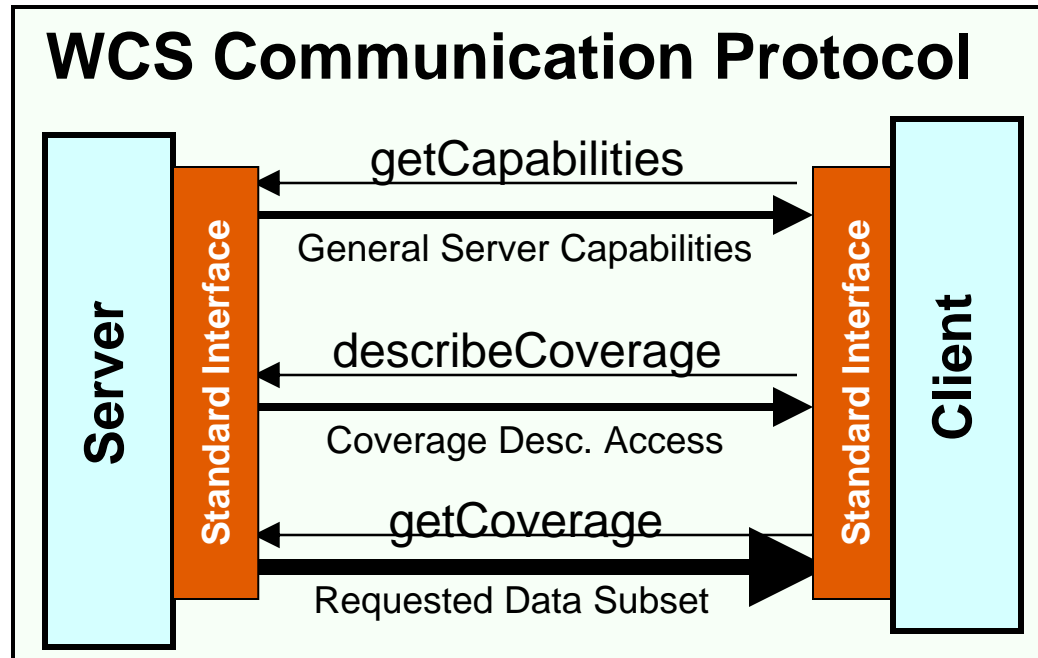 WCS Communication Protocol
Server
Standard Interface
getCapabilities
General Server Capabilities
describeCoverage
Coverage Desc. Access
getCoverage
Requested Data Subset
Standard Interface
Client